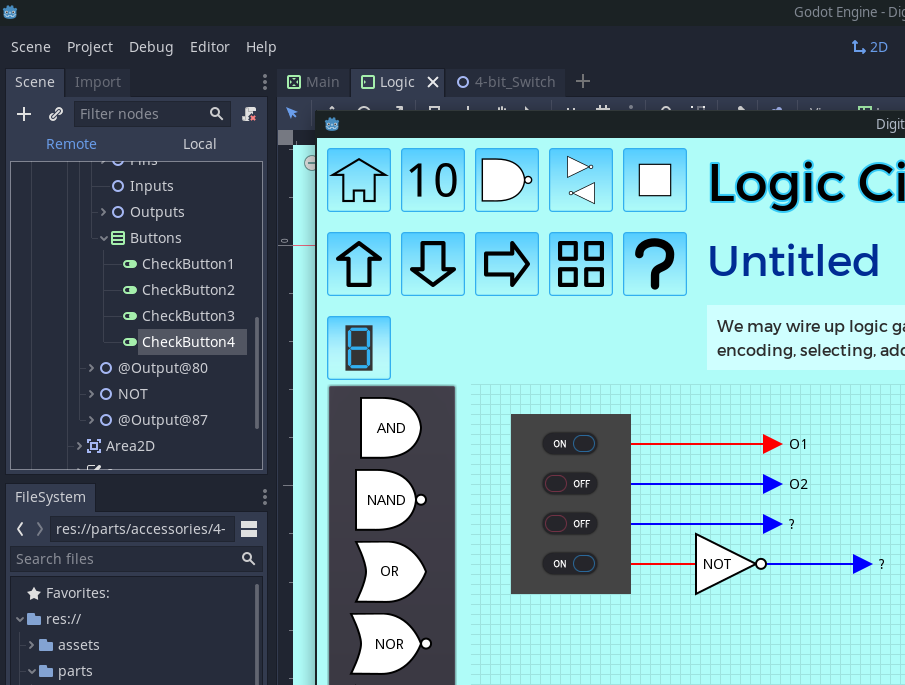 Godot Engine - Dig
Scene Project Debug Editor Help
2D
Scene Import
Main Logic 4-bit_Switch
Filter nodes
Digit
Remote Local
Inputs
Outputs
Buttons
CheckButton1
CheckButton2
CheckButton3
CheckButton4
@Output@80
NOT
@Output@87
Area2D
FileSystem
res://parts/accessories/4-
Search files
Favorites:
res://
assets
parts
0
10
Logic Ci
?
Untitled
8
We may wire up logic ga
encoding, selecting, add
AND
NAND
OR
NOR
ON O1
OFF O2
OFF ?
ON NOT ?